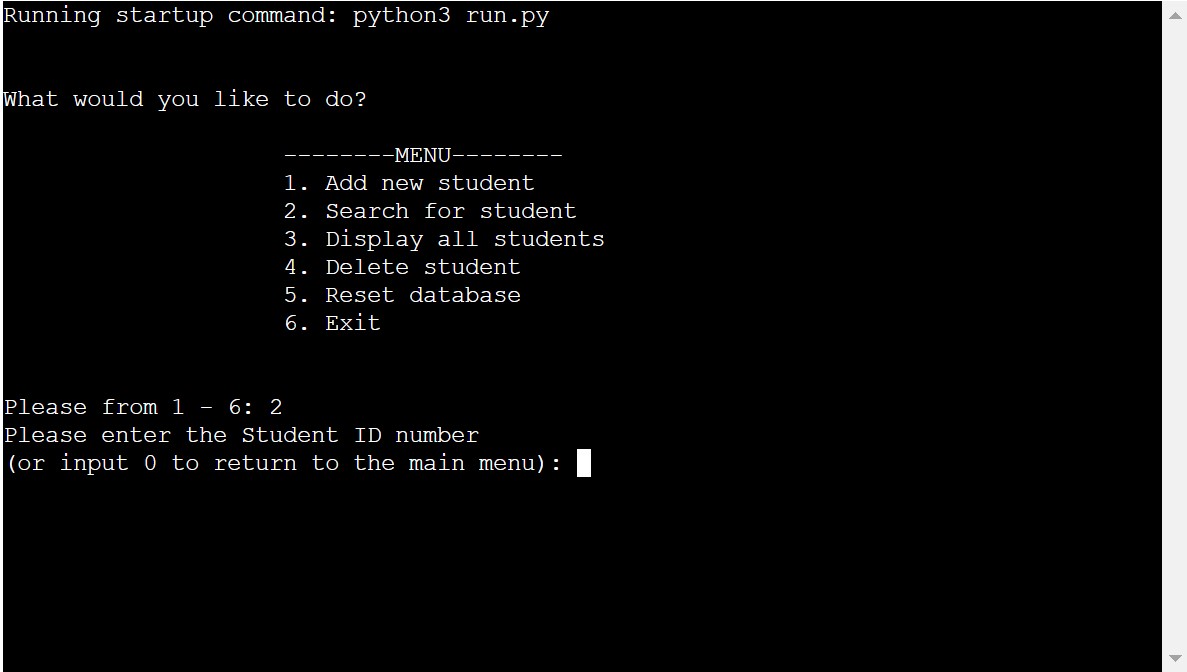 Running startup command: python3 run.py
What would you like to do?
--------MENU--------
1. Add new student
2. Search for student
3. Display all students
4. Delete student
5. Reset database
6. Exit
Please from 1 - 6: 2
Please enter the Student ID number
(or input 0 to return to the main menu):